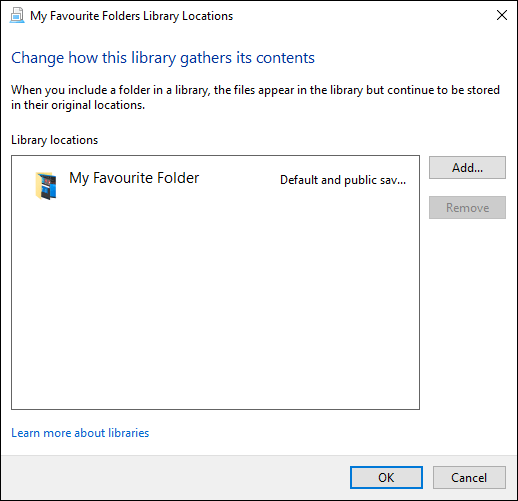 My Favourite Folders Library Locations
Change how this library gathers its contents
When you include a folder in a library, the files appear in the library but continue to be stored
in their original locations.
Library locations
My Favourite Folder
Default and public sav...
Add...
Remove
Learn more about libraries
OK
Cancel